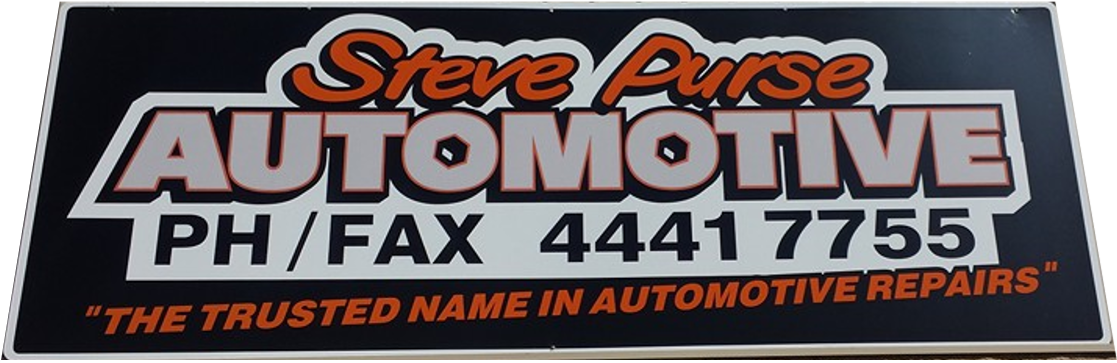 Steve Purse
AUTOMOTIVE
PH/FAX 4441 7755
"THE TRUSTED NAME IN AUTOMOTIVE REPAIRS"